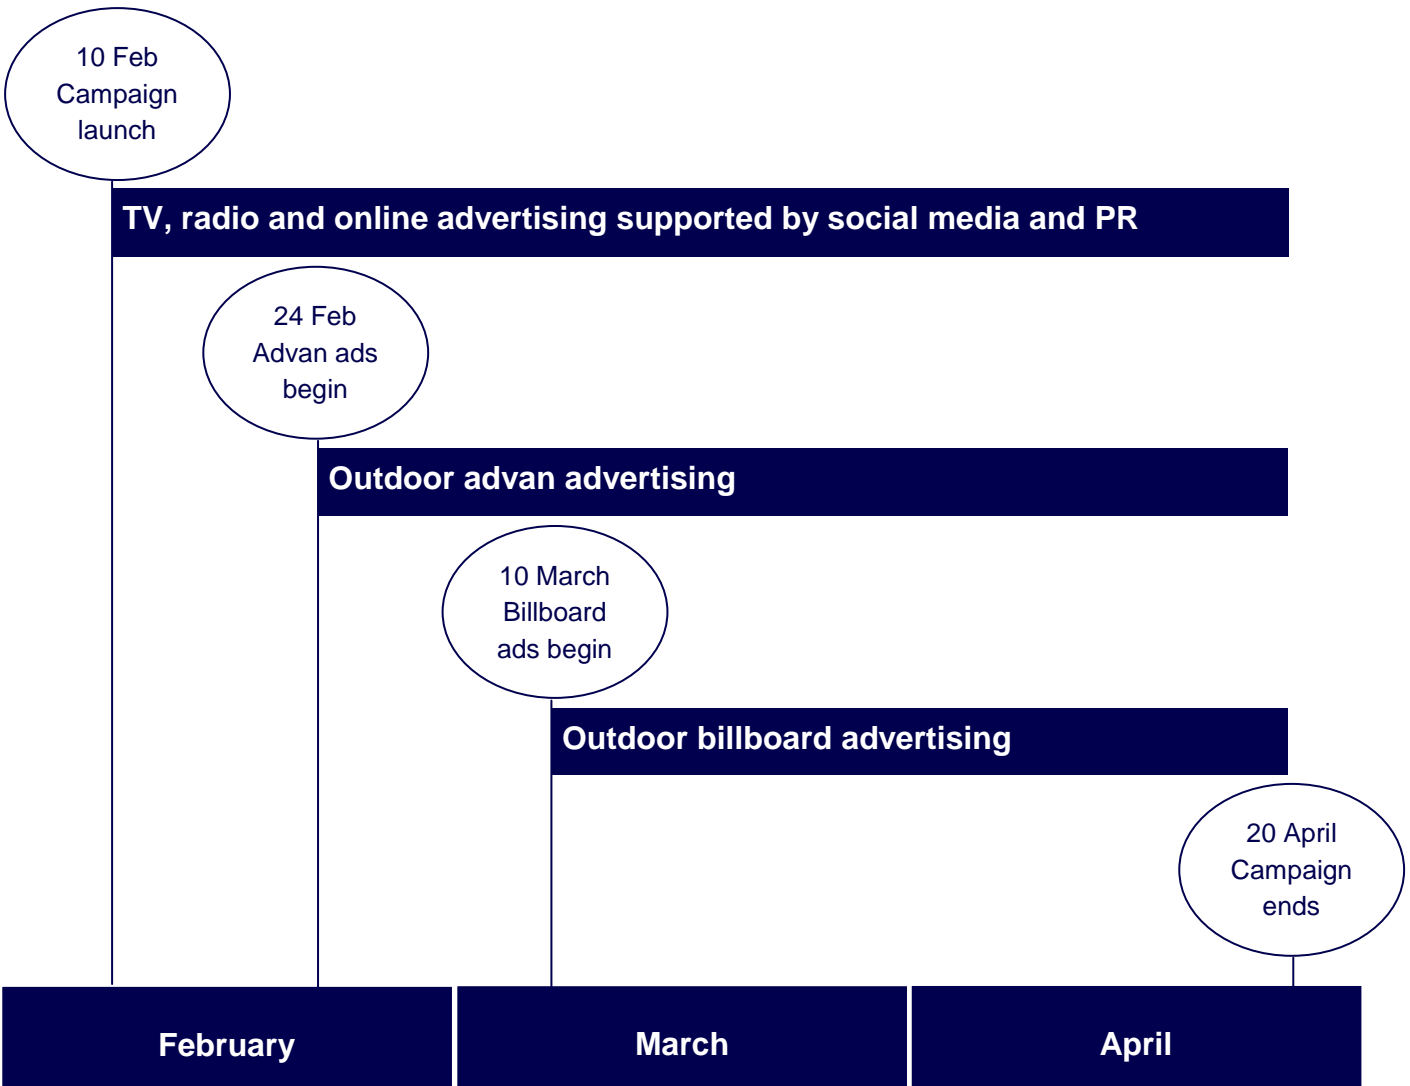 10 Feb
Campaign
launch
TV, radio and online advertising supported by social media and PR
24 Feb
Advan ads
begin
Outdoor advan advertising
10 March
Billboard
ads begin
Outdoor billboard advertising
20 April
Campaign
ends
February
March
April